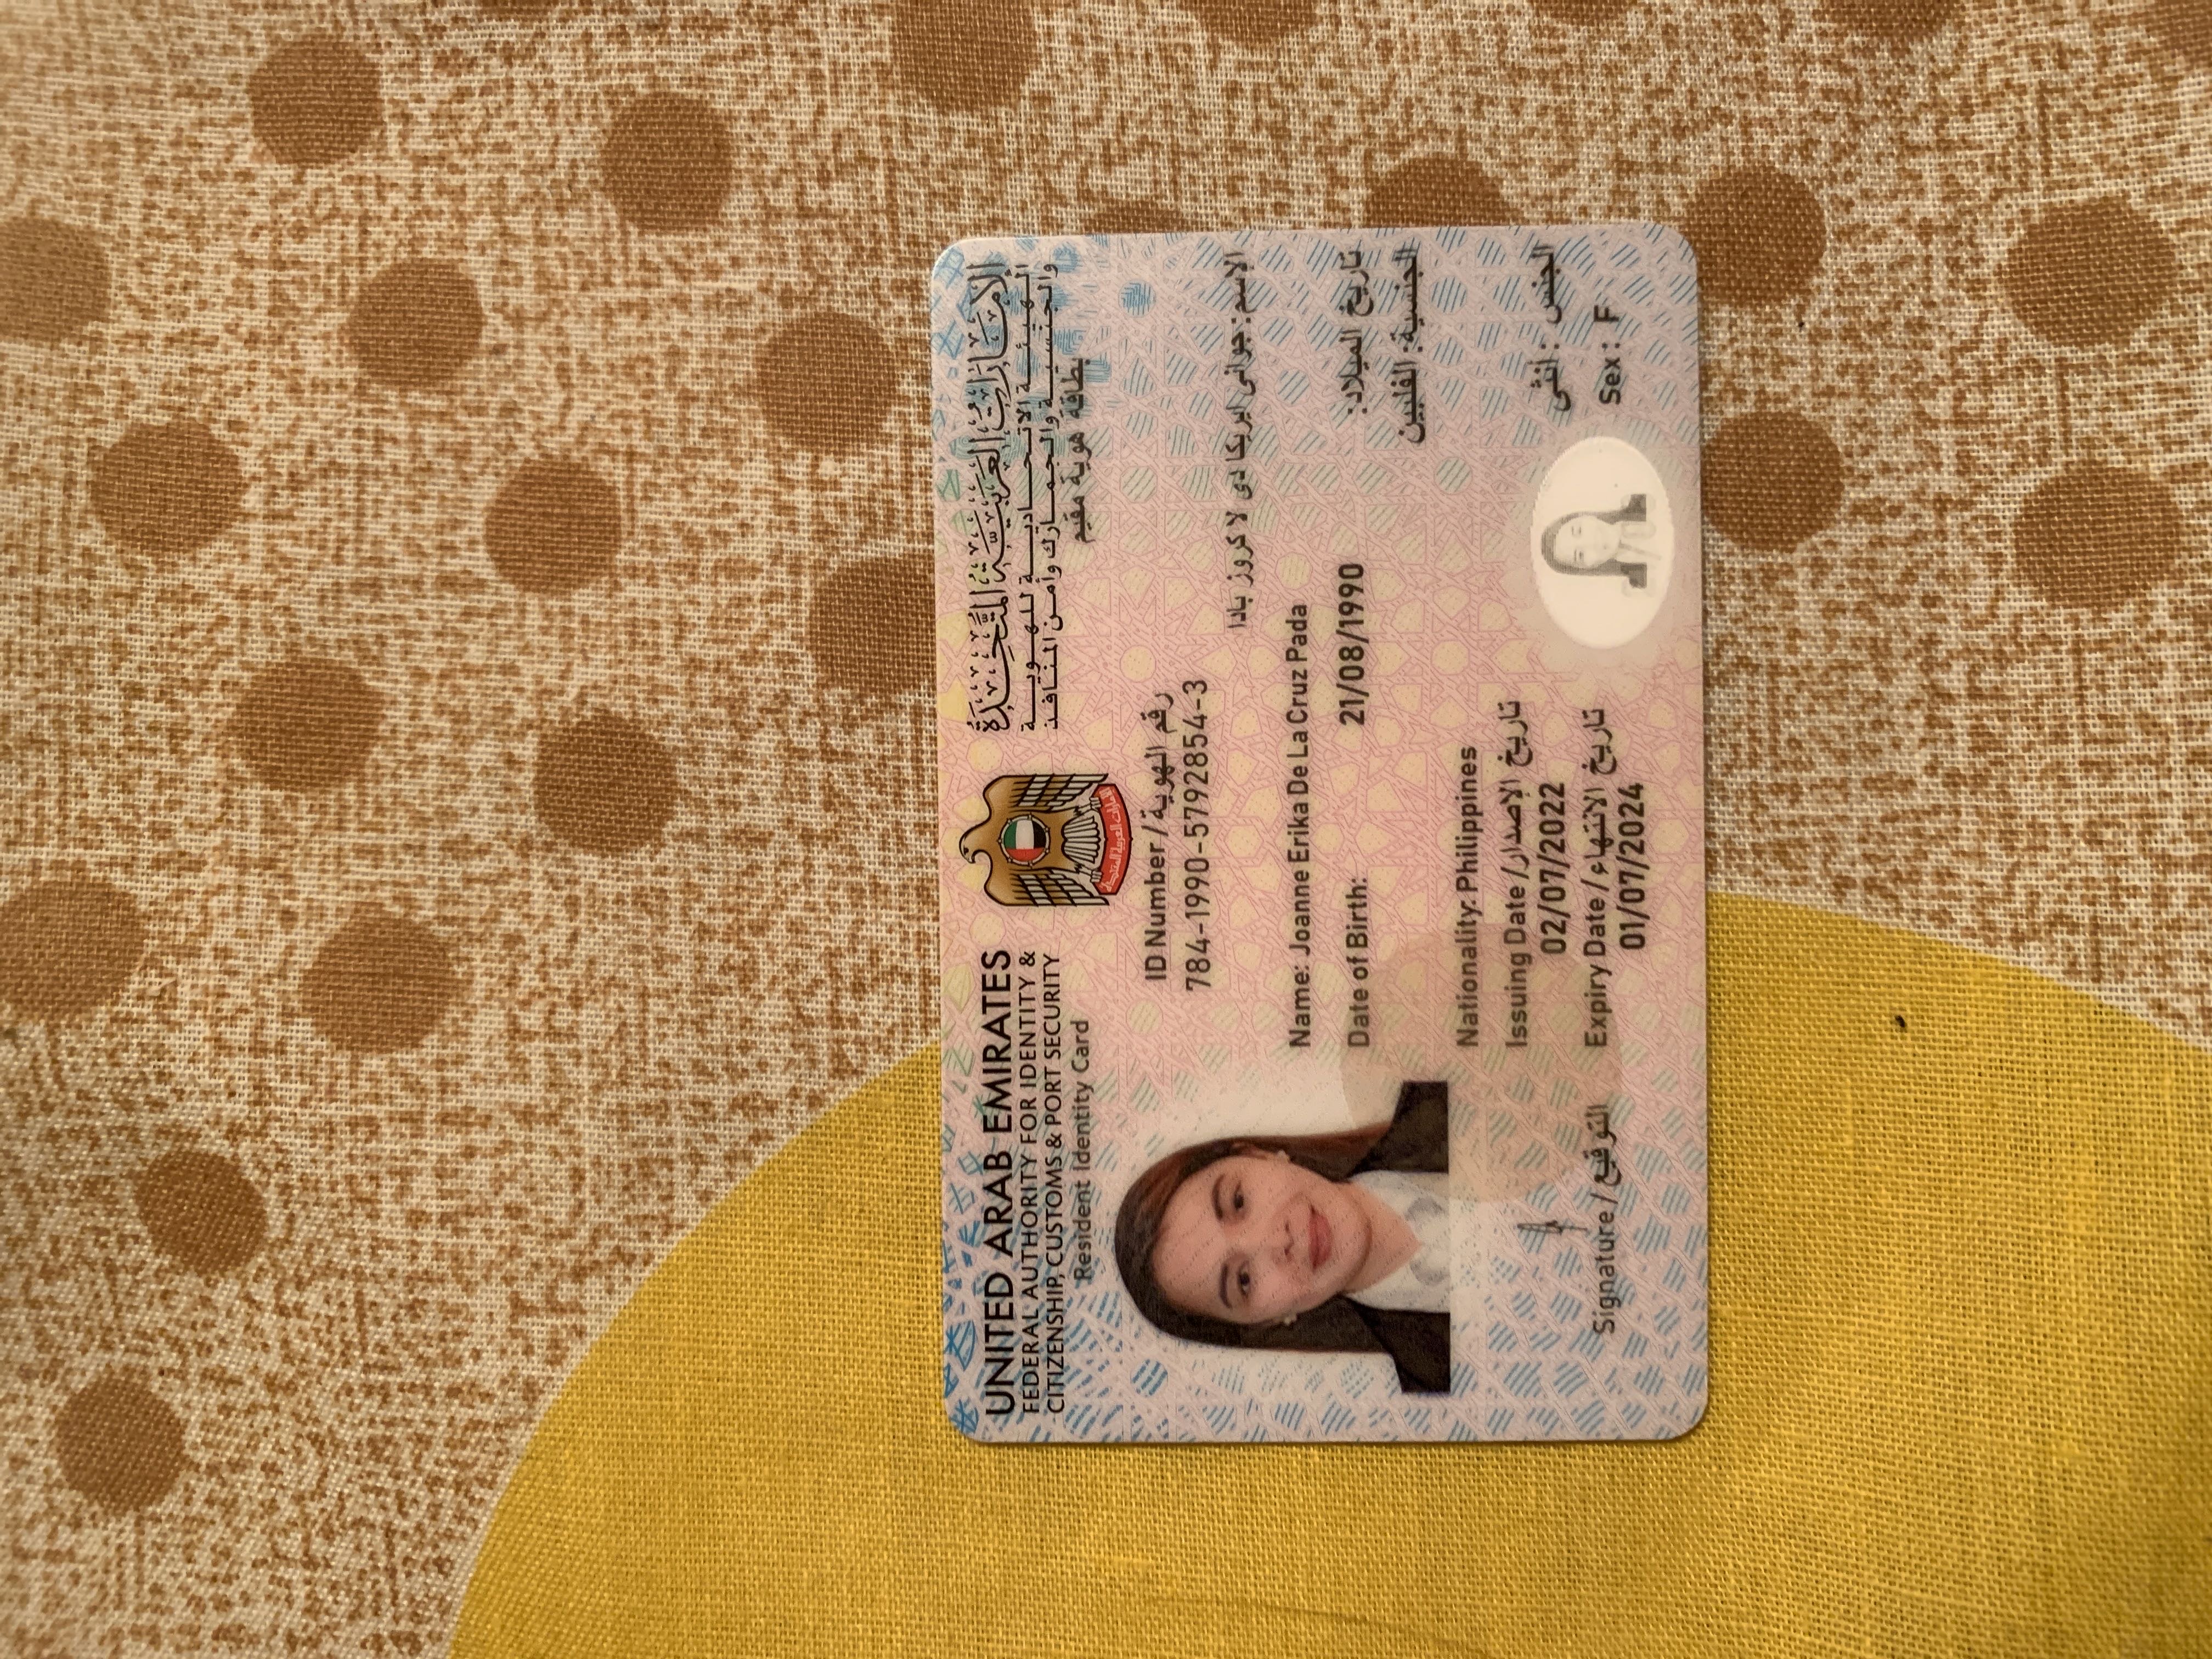 UNITED ARAB EMIRATES
FEDERAL AUTHORITY FOR IDENTITY &
CITIZENSHIP, CUSTOMS & PORT SECURITY
Resident Identity Card
الإمارات العربية المتحدة
الهيئة الاتحادية للهوية
والجنسية والجمارك وأمن المنافذ
بطاقة هوية مقيم
الإمارات العربية المتحدة
ID Number / رقم الهوية
784-1990-5792854-3
الإسم: جوانى ايريكا دى لا كروز بادا
Name: Joanne Erika De La Cruz Pada
Date of Birth: 21/08/1990 تاريخ الميلاد:
الجنسية: الفلبين
Nationality: Philippines
Issuing Date / تاريخ الإصدار
02/07/2022
Expiry Date / تاريخ الانتهاء
01/07/2024
Signature / التوقيع
الجنس : أنثى
Sex: F